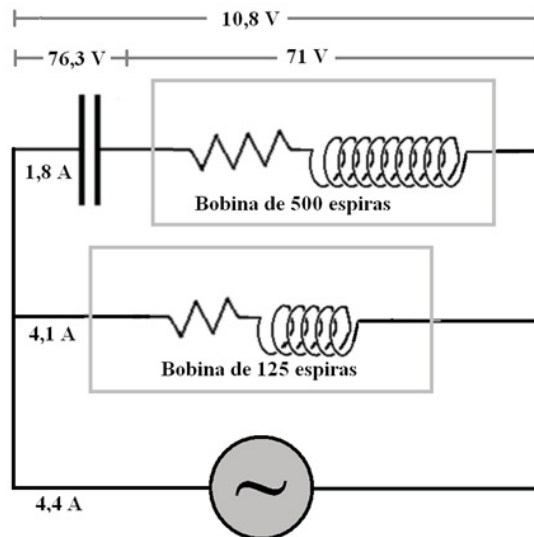 10,8 V
76,3 V 71 V
1,8 A
Bobina de 500 espiras
4,1 A
Bobina de 125 espiras
4,4 A
~